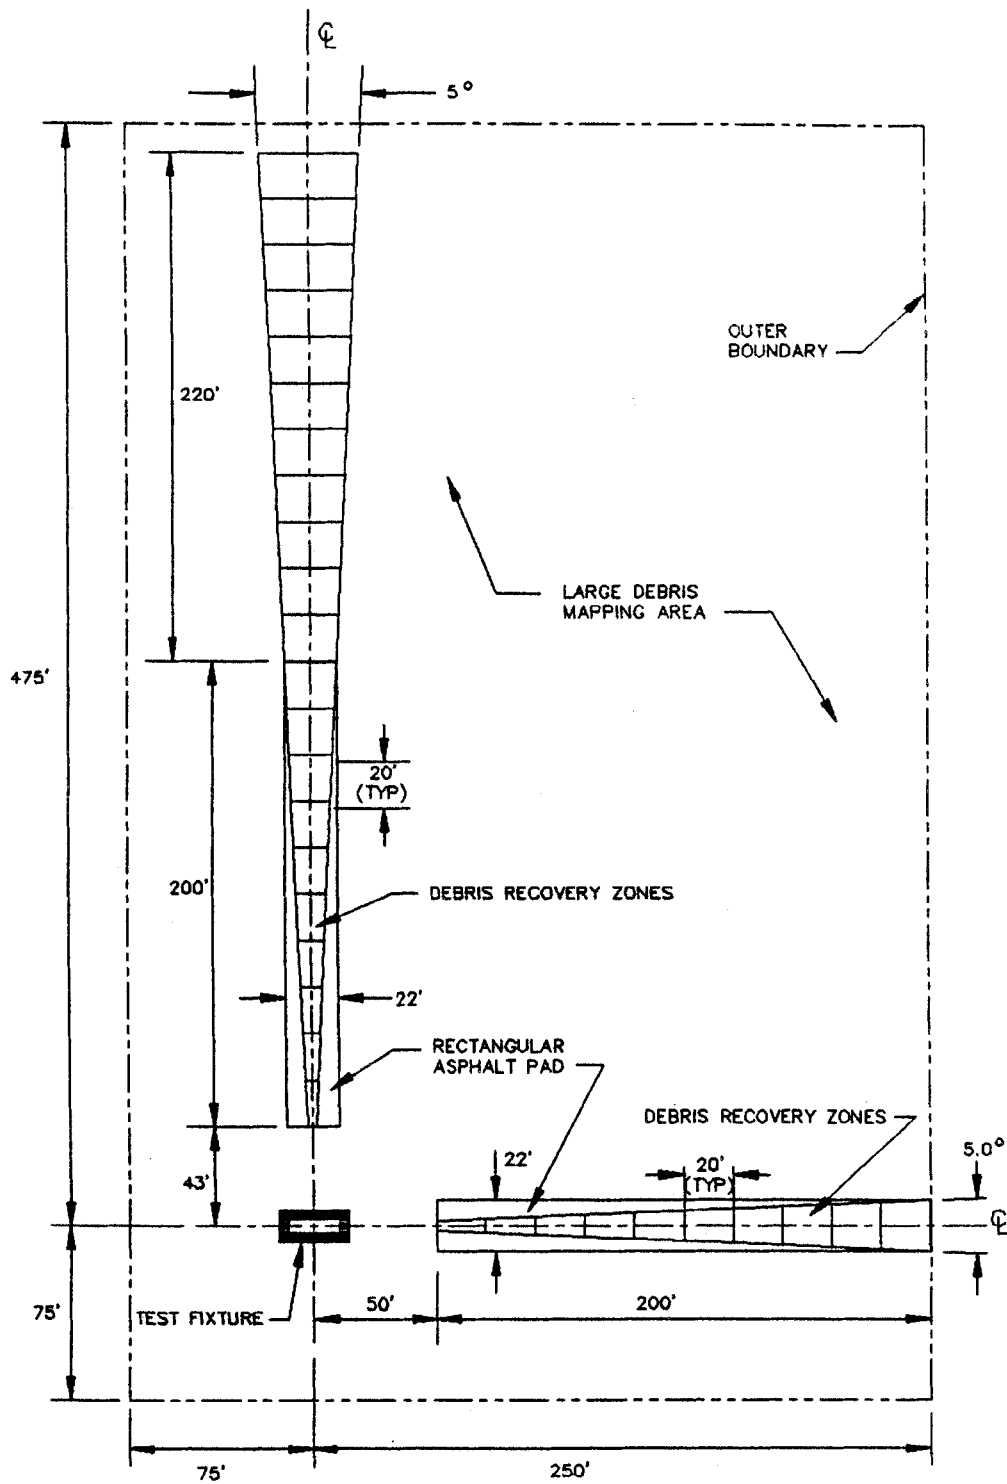 ℄
5°
OUTER
BOUNDARY
220'
LARGE DEBRIS
MAPPING AREA
475'
20'
(TYP)
200'
DEBRIS RECOVERY ZONES
22'
RECTANGULAR
ASPHALT PAD
DEBRIS RECOVERY ZONES
43'
22'
20'
(TYP)
5.0°
℄
75'
TEST FIXTURE
50'
200'
75'
250'